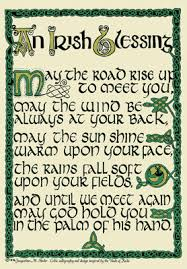 An Irish Blessing
May the road rise up
to meet you,
may the wind be
always at your back,
may the sun shine
warm upon your face,
the rains fall soft
upon your fields,
and until we meet again
may God hold you
in the palm of his hand.